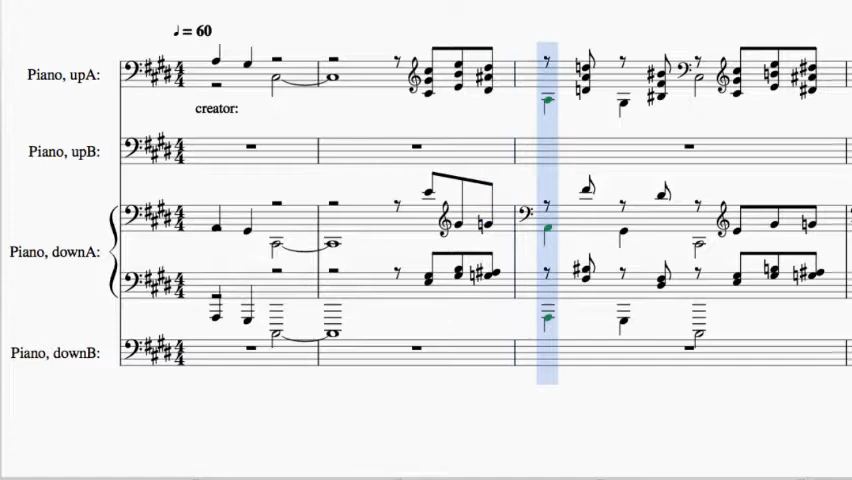 ♩ = 60
Piano, upA:
creator:
Piano, upB:
Piano, downA:
Piano, downB: